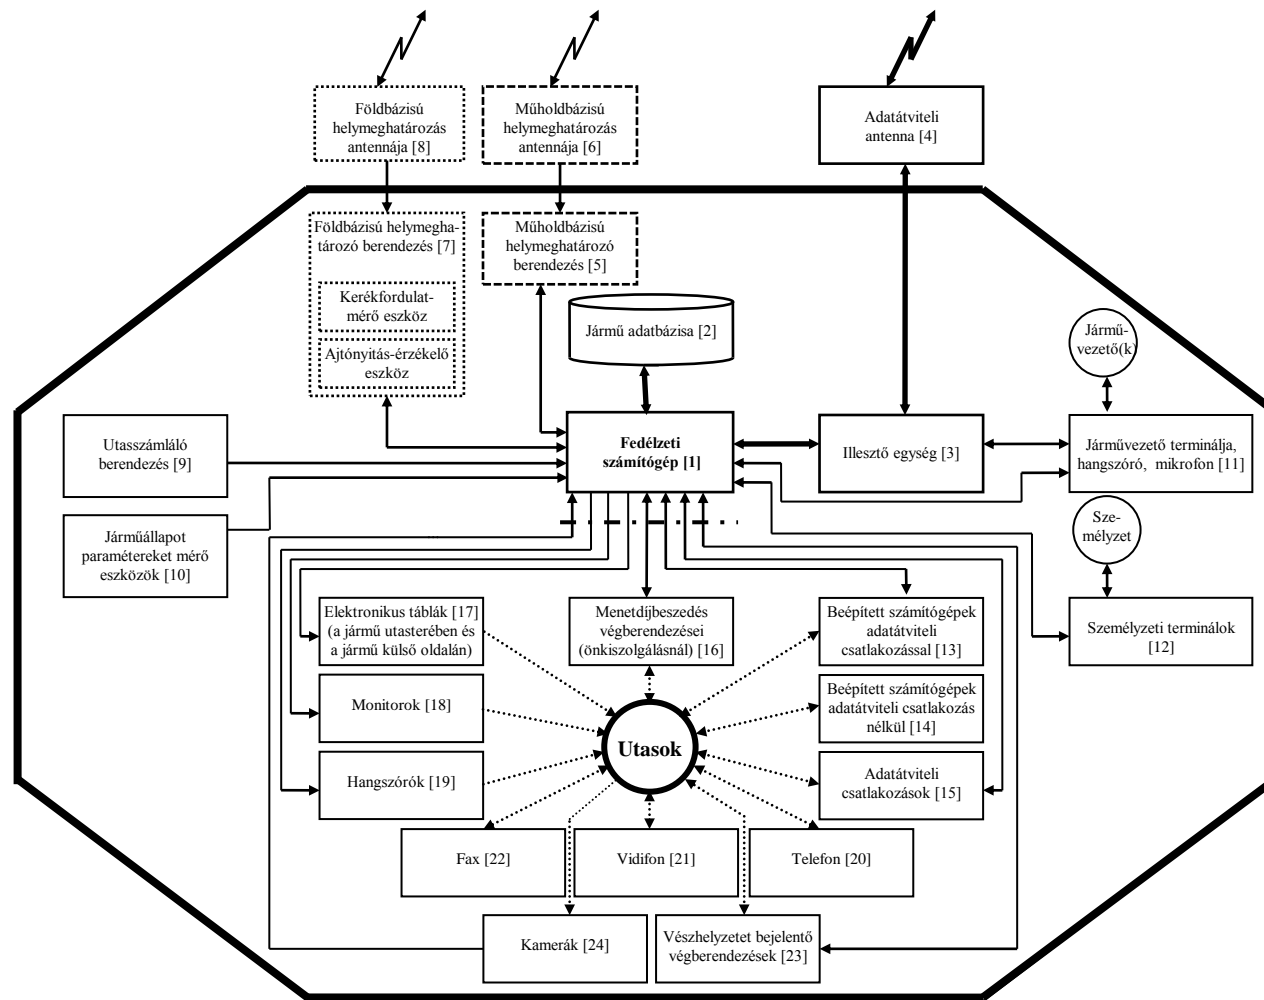 Földbázisú
helymeghatározás
antennája [8]
Műholdbázisú
helymeghatározás
antennája [6]
Adatátviteli
antenna [4]
Földbázisú helymegha-
tározó berendezés [7]
Kerékfordulat-
mérő eszköz
Ajtónyitás-érzékelő
eszköz
Műholdbázisú
helymeghatározó
berendezés [5]
Jármű adatbázisa [2]
Jármű-
vezető(k)
Utasszámláló
berendezés [9]
Fedélzeti
számítógép [1]
Illesztő egység [3]
Járművezető terminálja,
hangszóró, mikrofon [11]
Járműállapot
paramétereket mérő
eszközök [10]
Sze-
mélyzet
Elektronikus táblák [17]
(a jármű utasterében és
a jármű külső oldalán)
Menetdíjbeszedés
végberendezései
(önkiszolgálásnál) [16]
Beépített számítógépek
adatátviteli
csatlakozással [13]
Személyzeti terminálok
[12]
Monitorok [18]
Beépített számítógépek
adatátviteli csatlakozás
nélkül [14]
Utasok
Hangszórók [19]
Adatátviteli
csatlakozások [15]
Fax [22]
Vidifon [21]
Telefon [20]
Kamerák [24]
Vészhelyzetet bejelentő
végberendezések [23]